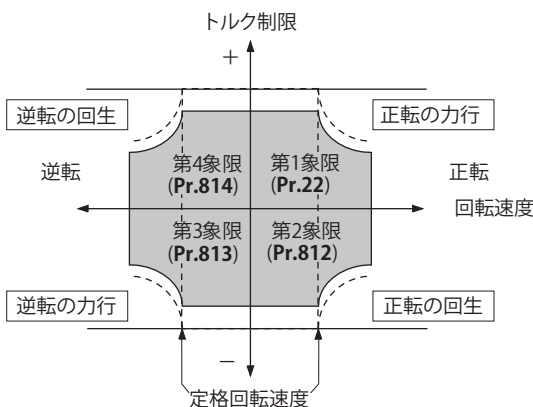 トルク制限
+
逆転の回生
正転の力行
逆転
第4象限
(Pr.814)
第1象限
(Pr.22)
正転
回転速度
第3象限
(Pr.813)
第2象限
(Pr.812)
逆転の力行
正転の回生
−
定格回転速度